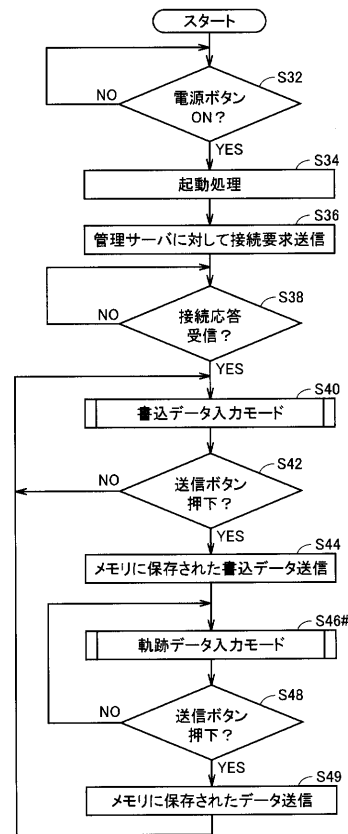 スタート
S32
電源ボタン
ON?
NO
YES
S34
起動処理
S36
管理サーバに対して接続要求送信
S38
接続応答
受信?
NO
YES
S40
書込データ入力モード
S42
送信ボタン
押下?
NO
YES
S44
メモリに保存された書込データ送信
S46#
軌跡データ入力モード
S48
送信ボタン
押下?
NO
YES
S49
メモリに保存されたデータ送信